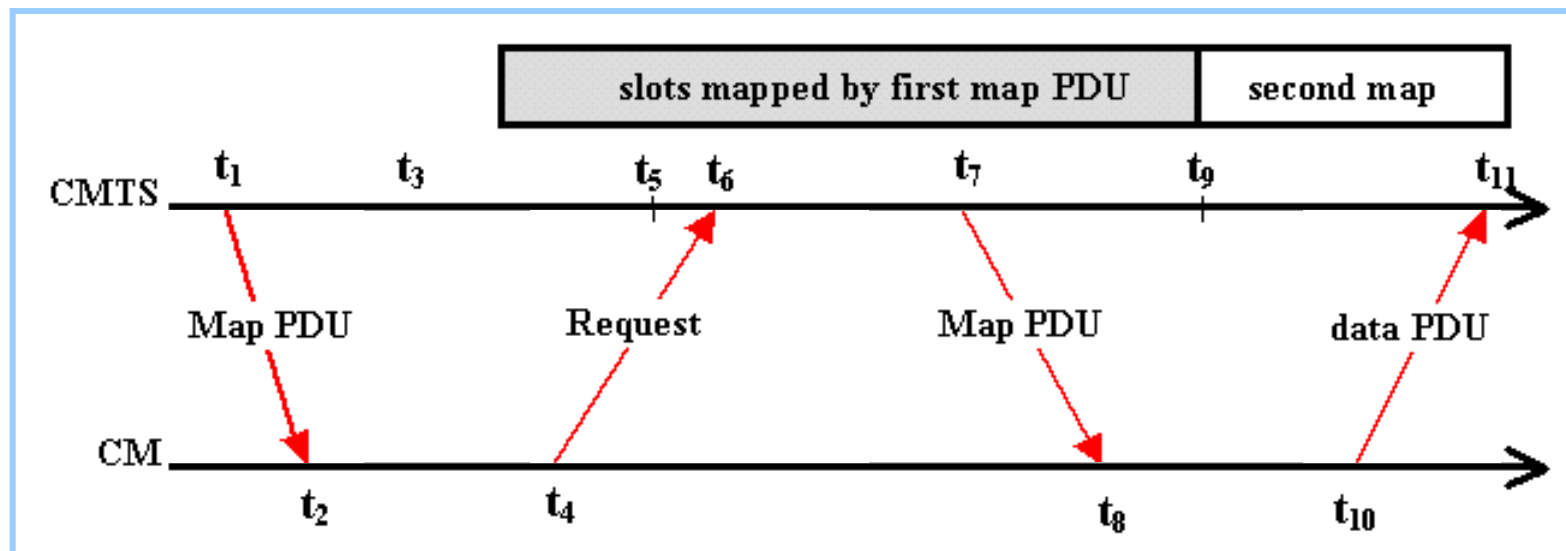 slots mapped by first map PDU second map
t1 t3 t5 t6 t7 t9 t11
CMTS
Map PDU Request Map PDU data PDU
CM
t2 t4 t8 t10